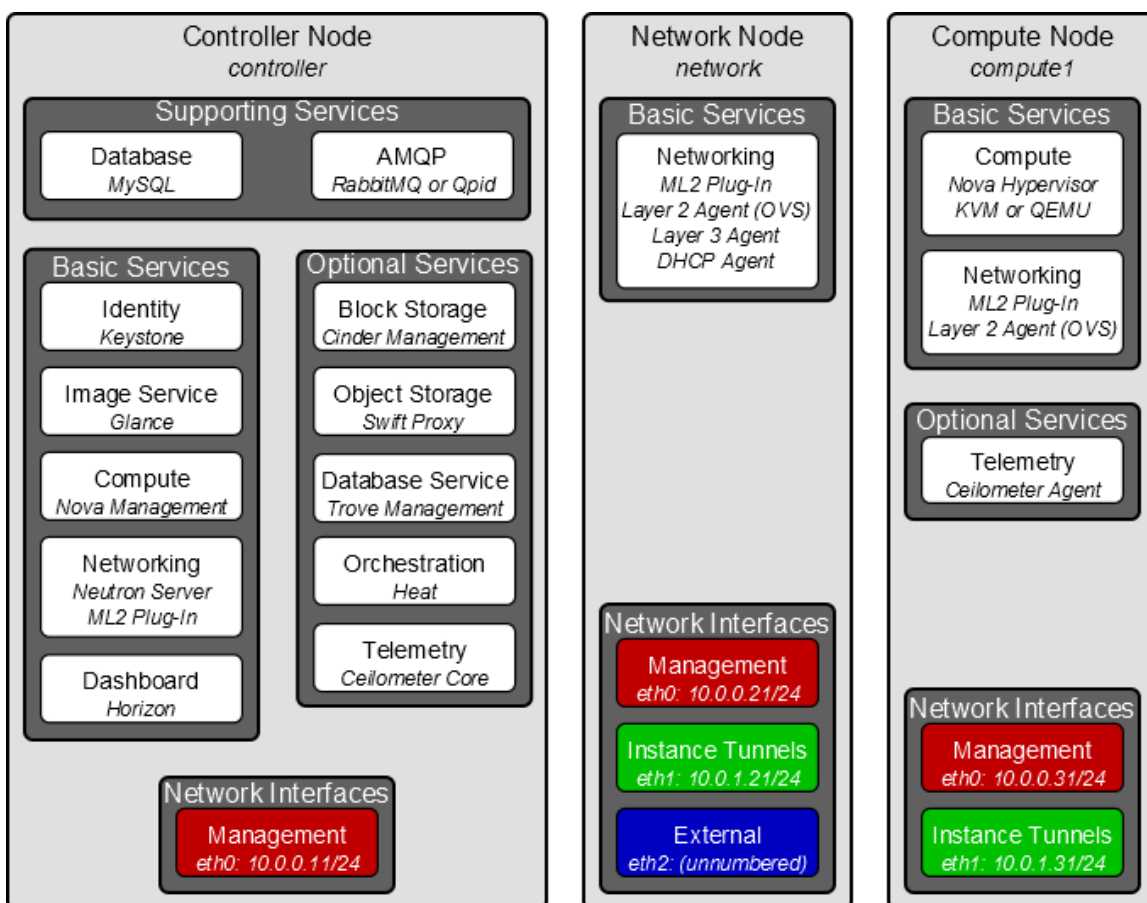 Controller Node
controller
Supporting Services
Database
MySQL
AMQP
RabbitMQ or Qpid
Basic Services
Identity
Keystone
Image Service
Glance
Compute
Nova Management
Networking
Neutron Server
ML2 Plug-In
Dashboard
Horizon
Optional Services
Block Storage
Cinder Management
Object Storage
Swift Proxy
Database Service
Trove Management
Orchestration
Heat
Telemetry
Ceilometer Core
Network Interfaces
Management
eth0: 10.0.0.11/24
Network Node
network
Basic Services
Networking
ML2 Plug-In
Layer 2 Agent (OVS)
Layer 3 Agent
DHCP Agent
Network Interfaces
Management
eth0: 10.0.0.21/24
Instance Tunnels
eth1: 10.0.1.21/24
External
eth2: (unnumbered)
Compute Node
compute1
Basic Services
Compute
Nova Hypervisor
KVM or QEMU
Networking
ML2 Plug-In
Layer 2 Agent (OVS)
Optional Services
Telemetry
Ceilometer Agent
Network Interfaces
Management
eth0: 10.0.0.31/24
Instance Tunnels
eth1: 10.0.1.31/24